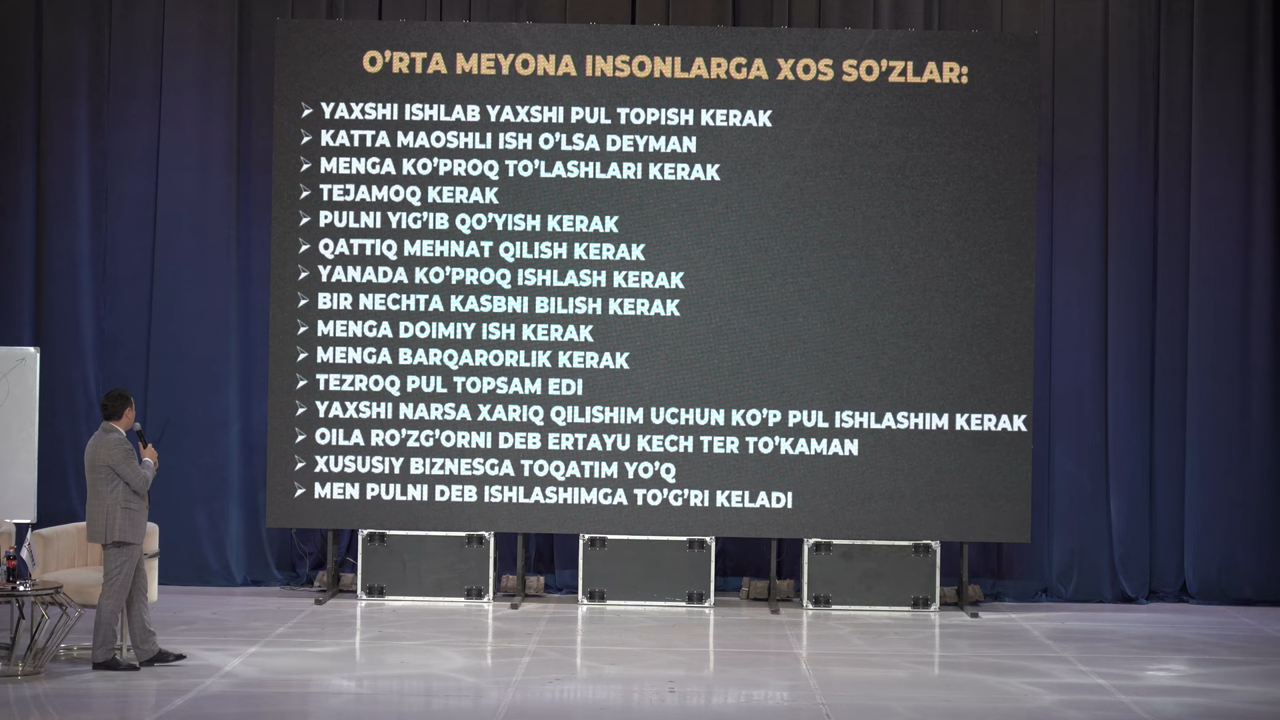 O'RTA MEYONA INSONLARGA XOS SO'ZLAR:
➢ YAXSHI ISHLAB YAXSHI PUL TOPISH KERAK
➢ KATTA MAOSHLI ISH O'LSA DEYMAN
➢ MENGA KO'PROQ TO'LASHLARI KERAK
➢ TEJAMOQ KERAK
➢ PULNI YIG'IB QO'YISH KERAK
➢ QATTIQ MEHNAT QILISH KERAK
➢ YANADA KO'PROQ ISHLASH KERAK
➢ BIR NECHTA KASBNI BILISH KERAK
➢ MENGA DOIMIY ISH KERAK
➢ MENGA BARQARORLIK KERAK
➢ TEZROQ PUL TOPSAM EDI
➢ YAXSHI NARSA XARIQ QILISHIM UCHUN KO'P PUL ISHLASHIM KERAK
➢ OILA RO'ZG'ORNI DEB ERTAYU KECH TER TO'KAMAN
➢ XUSUSIY BIZNESGA TOQATIM YO'Q
➢ MEN PULNI DEB ISHLASHIMGA TO'G'RI KELADI